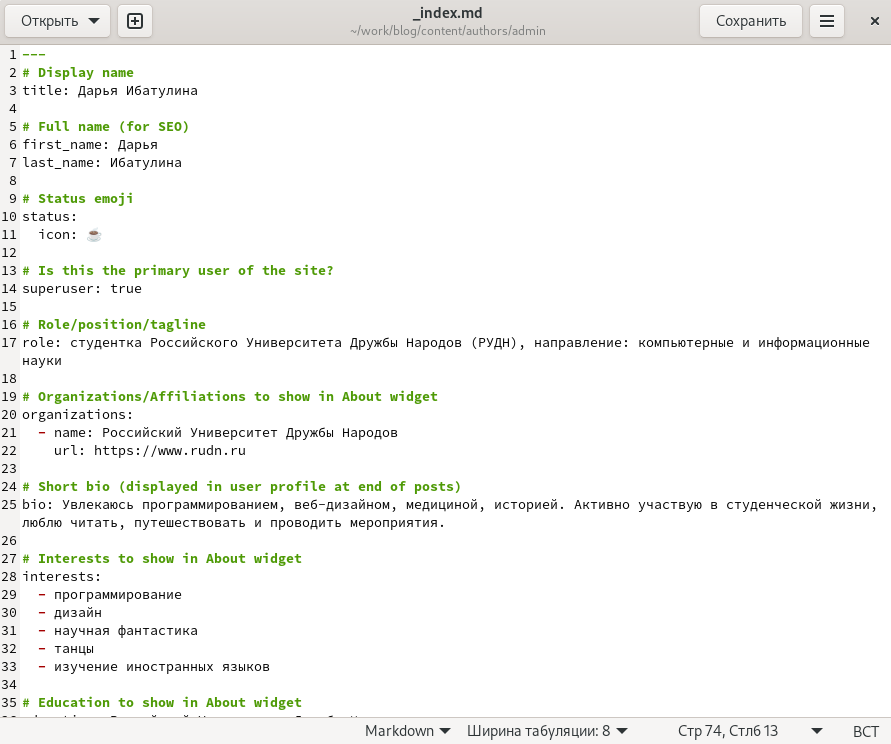 Открыть
_index.md
~/work/blog/content/authors/admin
Сохранить
1 ---
2 # Display name
3 title: Дарья Ибатулина
4
5 # Full name (for SEO)
6 first_name: Дарья
7 last_name: Ибатулина
8
9 # Status emoji
10 status:
11   icon: ☕
12
13 # Is this the primary user of the site?
14 superuser: true
15
16 # Role/position/tagline
17 role: студентка Российского Университета Дружбы Народов (РУДН), направление: компьютерные и информационные
науки
18
19 # Organizations/Affiliations to show in About widget
20 organizations:
21   - name: Российский Университет Дружбы Народов
22     url: https://www.rudn.ru
23
24 # Short bio (displayed in user profile at end of posts)
25 bio: Увлекаюсь программированием, веб-дизайном, медициной, историей. Активно участвую в студенческой жизни,
люблю читать, путешествовать и проводить мероприятия.
26
27 # Interests to show in About widget
28 interests:
29   - программирование
30   - дизайн
31   - научная фантастика
32   - танцы
33   - изучение иностранных языков
34
35 # Education to show in About widget
Markdown Ширина табуляции: 8 Стр 74, Стлб 13 ВСТ